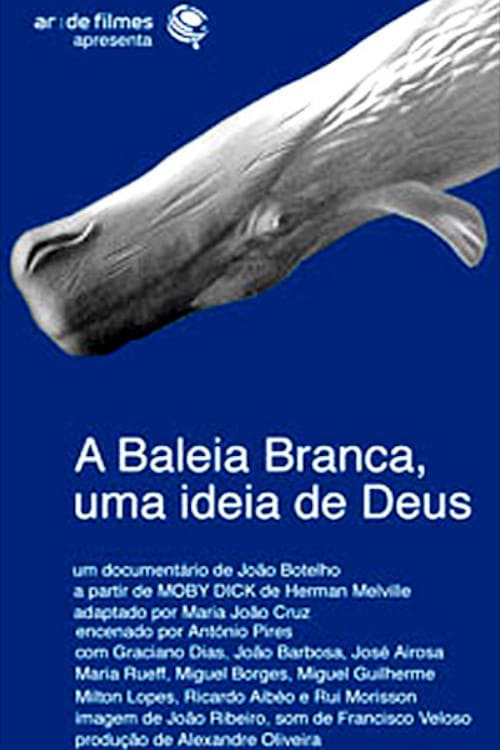 ar: de filmes
apresenta
A Baleia Branca,
uma ideia de Deus
um documentário de João Botelho
a partir de MOBY DICK de Herman Melville
adaptado por Maria João Cruz
encenado por António Pires
com Graciano Dias, João Barbosa, José Airosa
Maria Rueff, Miguel Borges, Miguel Guilherme
Milton Lopes, Ricardo Aibéo e Rui Morisson
imagem de João Ribeiro, som de Francisco Veloso
produção de Alexandre Oliveira